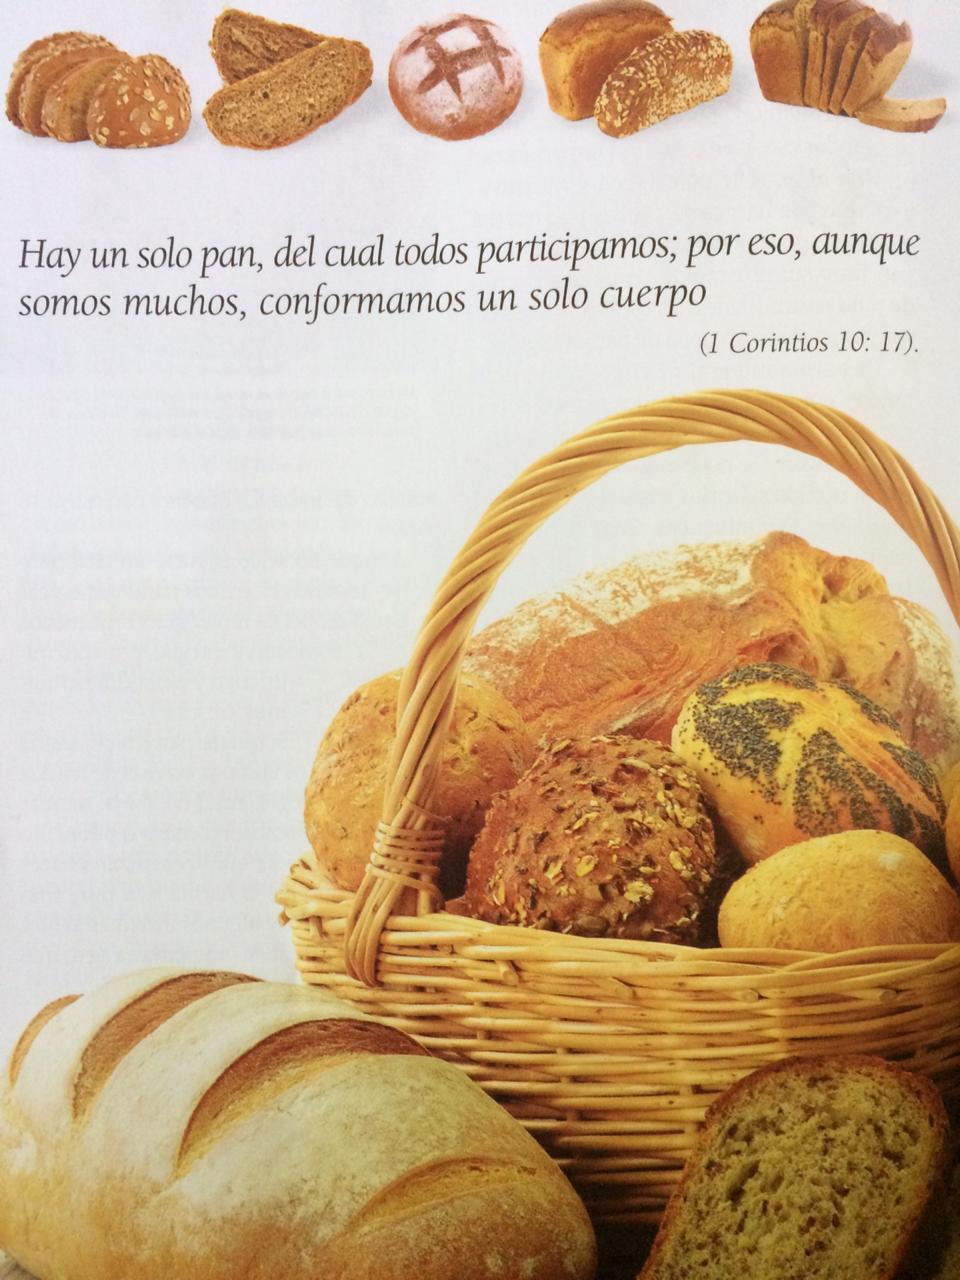 Hay un solo pan, del cual todos participamos; por eso, aunque
somos muchos, conformamos un solo cuerpo
(1 Corintios 10: 17).